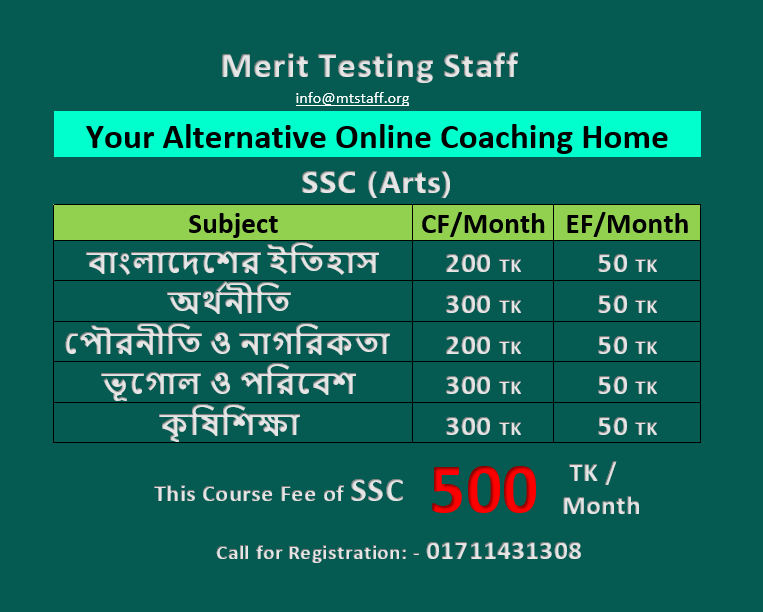 Merit Testing Staff
info@mtstaff.org
Your Alternative Online Coaching Home
SSC (Arts)
Subject CF/Month EF/Month
বাংলাদেশের ইতিহাস 200 TK 50 TK
অর্থনীতি 300 TK 50 TK
পৌরনীতি ও নাগরিকতা 200 TK 50 TK
ভূগোল ও পরিবেশ 300 TK 50 TK
কৃষিশিক্ষা 300 TK 50 TK
This Course Fee of SSC 500 TK /
Month
Call for Registration: - 01711431308